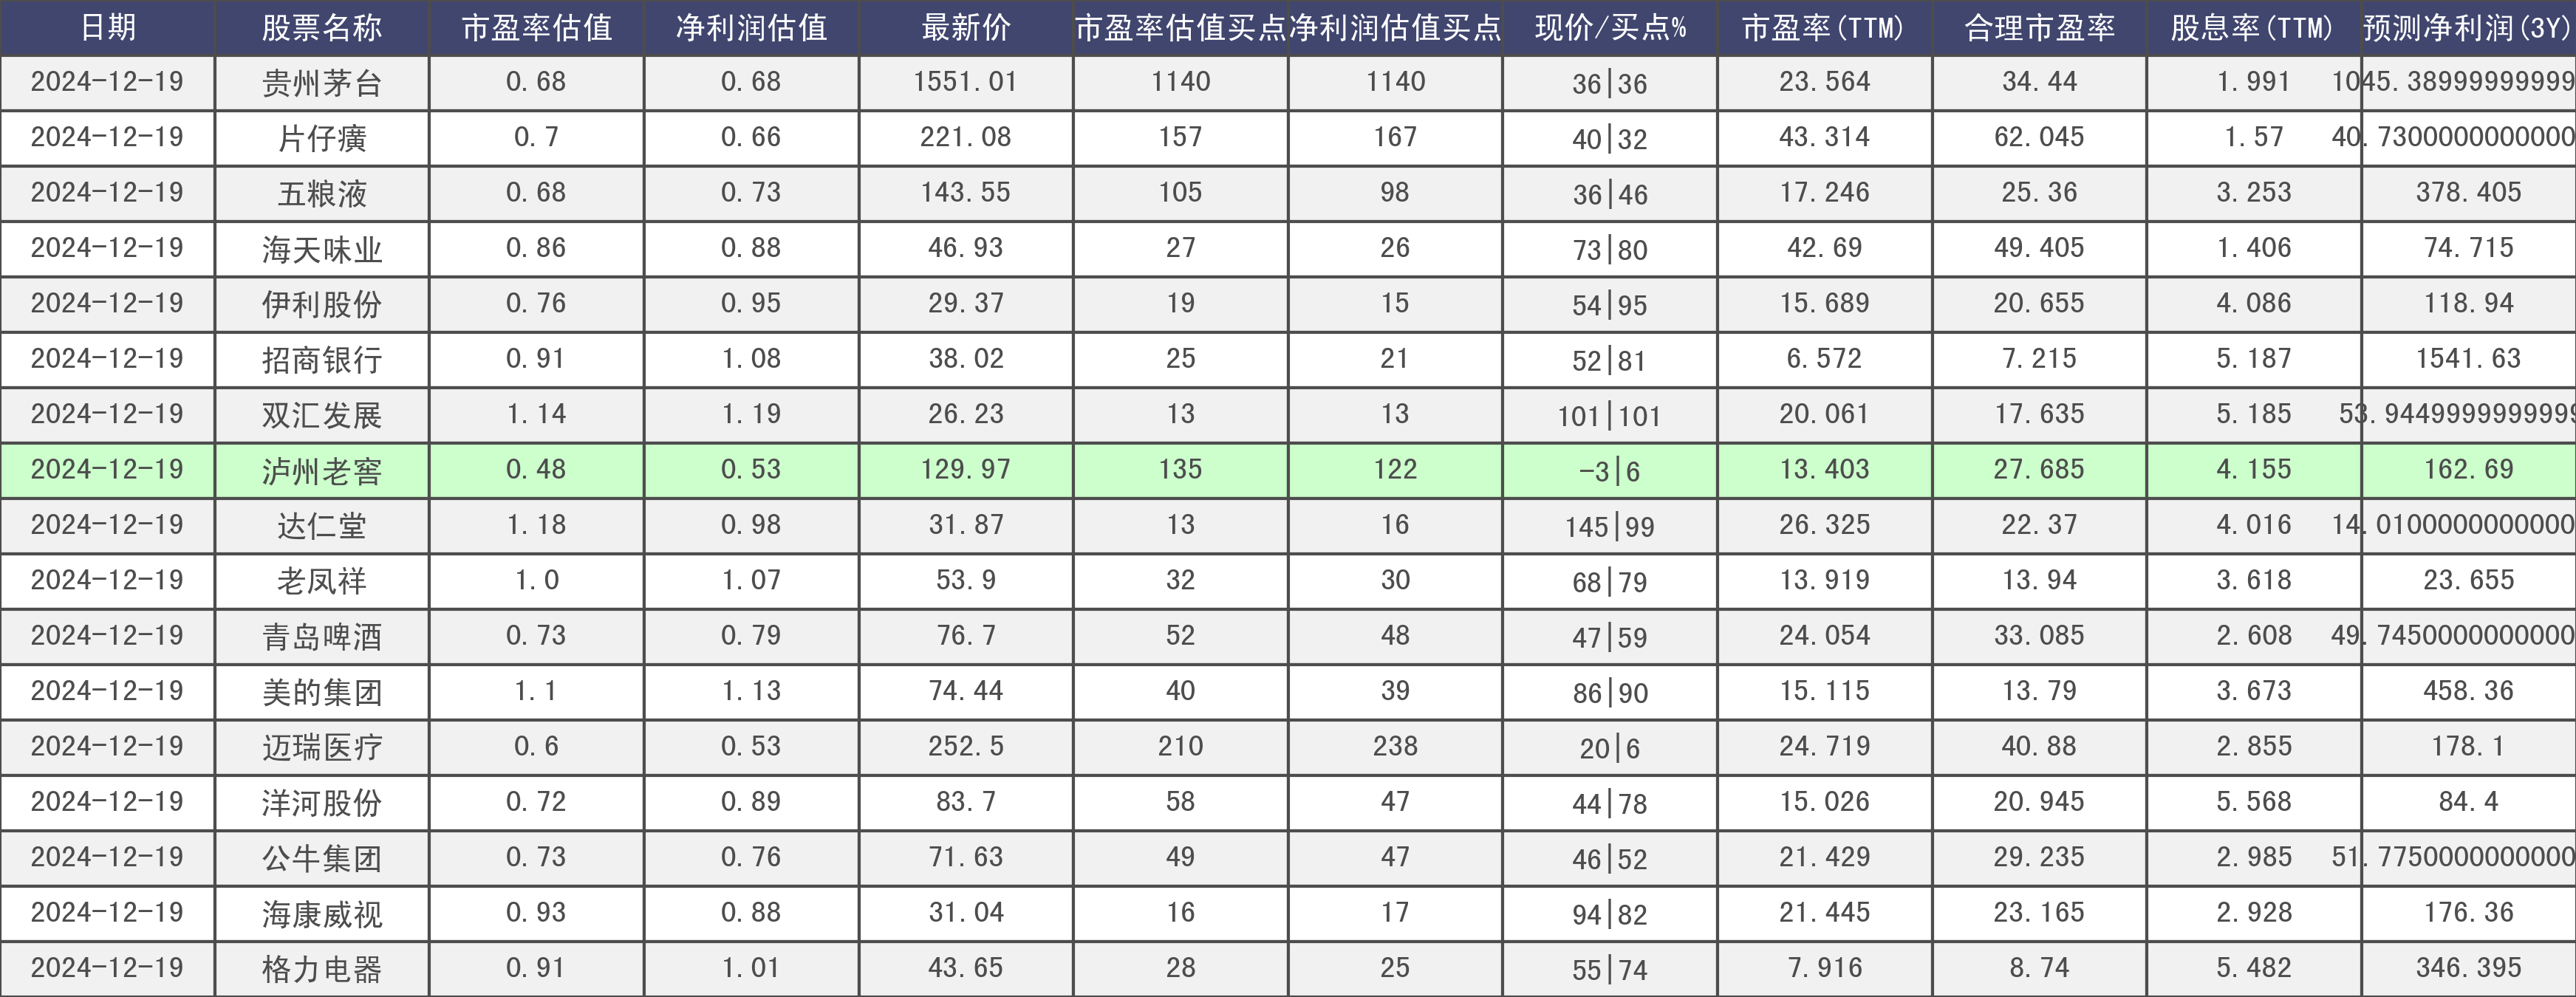 日期 股票名称 市盈率估值 净利润估值 最新价 市盈率估值买点 净利润估值买点 现价/买点% 市盈率(TTM) 合理市盈率 股息率(TTM) 预测净利润(3Y)
2024-12-19 贵州茅台 0.68 0.68 1551.01 1140 1140 36|36 23.564 34.44 1.991 1045.38999999999
2024-12-19 片仔癀 0.7 0.66 221.08 157 167 40|32 43.314 62.045 1.57 40.7300000000000
2024-12-19 五粮液 0.68 0.73 143.55 105 98 36|46 17.246 25.36 3.253 378.405
2024-12-19 海天味业 0.86 0.88 46.93 27 26 73|80 42.69 49.405 1.406 74.715
2024-12-19 伊利股份 0.76 0.95 29.37 19 15 54|95 15.689 20.655 4.086 118.94
2024-12-19 招商银行 0.91 1.08 38.02 25 21 52|81 6.572 7.215 5.187 1541.63
2024-12-19 双汇发展 1.14 1.19 26.23 13 13 101|101 20.061 17.635 5.185 53.9449999999999
2024-12-19 泸州老窖 0.48 0.53 129.97 135 122 -3|6 13.403 27.685 4.155 162.69
2024-12-19 达仁堂 1.18 0.98 31.87 13 16 145|99 26.325 22.37 4.016 14.0100000000000
2024-12-19 老凤祥 1.0 1.07 53.9 32 30 68|79 13.919 13.94 3.618 23.655
2024-12-19 青岛啤酒 0.73 0.79 76.7 52 48 47|59 24.054 33.085 2.608 49.7450000000000
2024-12-19 美的集团 1.1 1.13 74.44 40 39 86|90 15.115 13.79 3.673 458.36
2024-12-19 迈瑞医疗 0.6 0.53 252.5 210 238 20|6 24.719 40.88 2.855 178.1
2024-12-19 洋河股份 0.72 0.89 83.7 58 47 44|78 15.026 20.945 5.568 84.4
2024-12-19 公牛集团 0.73 0.76 71.63 49 47 46|52 21.429 29.235 2.985 51.7750000000000
2024-12-19 海康威视 0.93 0.88 31.04 16 17 94|82 21.445 23.165 2.928 176.36
2024-12-19 格力电器 0.91 1.01 43.65 28 25 55|74 7.916 8.74 5.482 346.395